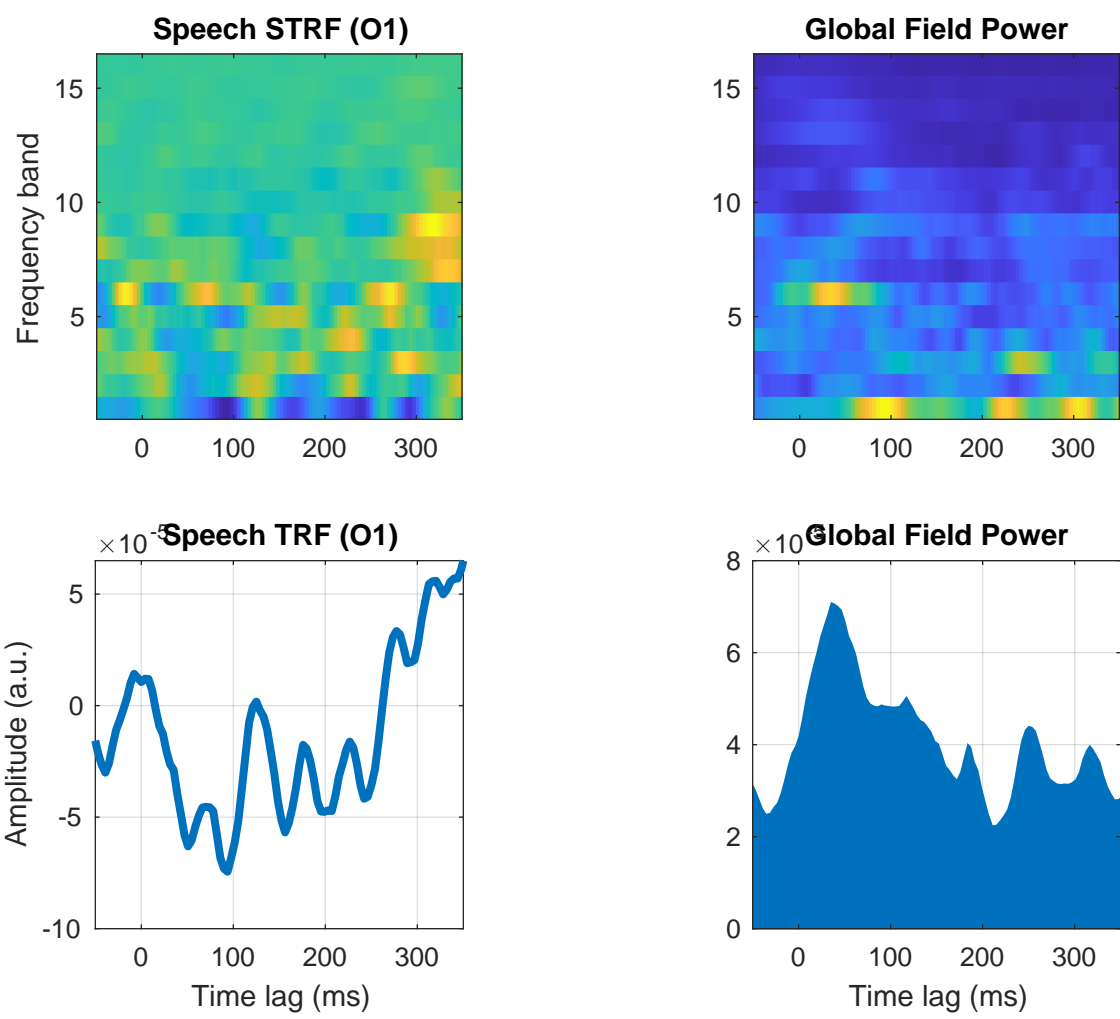 Speech STRF (O1)
Frequency band
15
10
5
0 100 200 300
Global Field Power
15
10
5
0 100 200 300
Speech TRF (O1)
×10-5
Amplitude (a.u.)
5
0
-5
-10
0 100 200 300
Time lag (ms)
Global Field Power
×10
8
6
4
2
0
0 100 200 300
Time lag (ms)